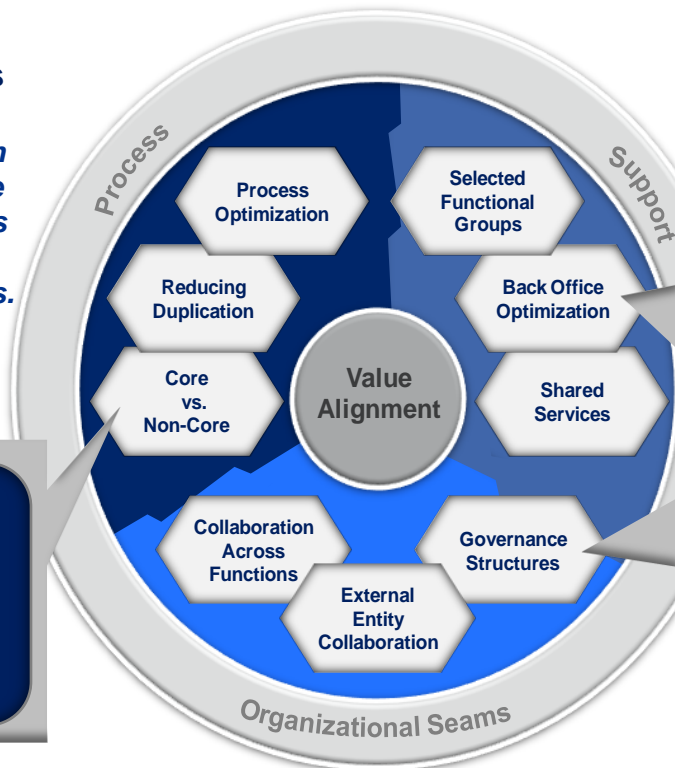 Process
Support
Process
Optimization
Selected
Functional
Groups
Reducing
Duplication
Back Office
Optimization
Core
vs.
Non-Core
Value
Alignment
Shared
Services
Collaboration
Across
Functions
Governance
Structures
External
Entity
Collaboration
Organizational Seams